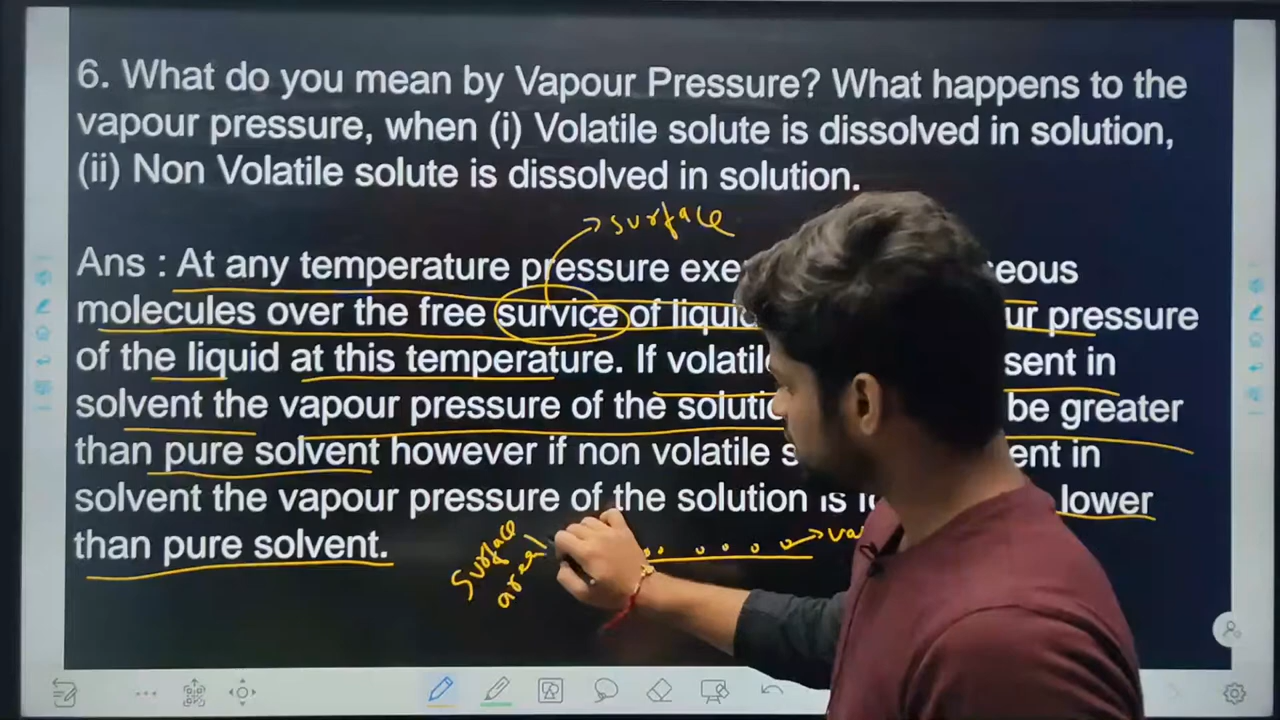 6. What do you mean by Vapour Pressure? What happens to the
vapour pressure, when (i) Volatile solute is dissolved in solution,
(ii) Non Volatile solute is dissolved in solution.
surface
Ans : At any temperature pressure exe eous
molecules over the free survice of liquid ur pressure
of the liquid at this temperature. If volatile sent in
solvent the vapour pressure of the solutio be greater
than pure solvent however if non volatile s ent in
solvent the vapour pressure of the solution is lower
than pure solvent.
Surface
area
va